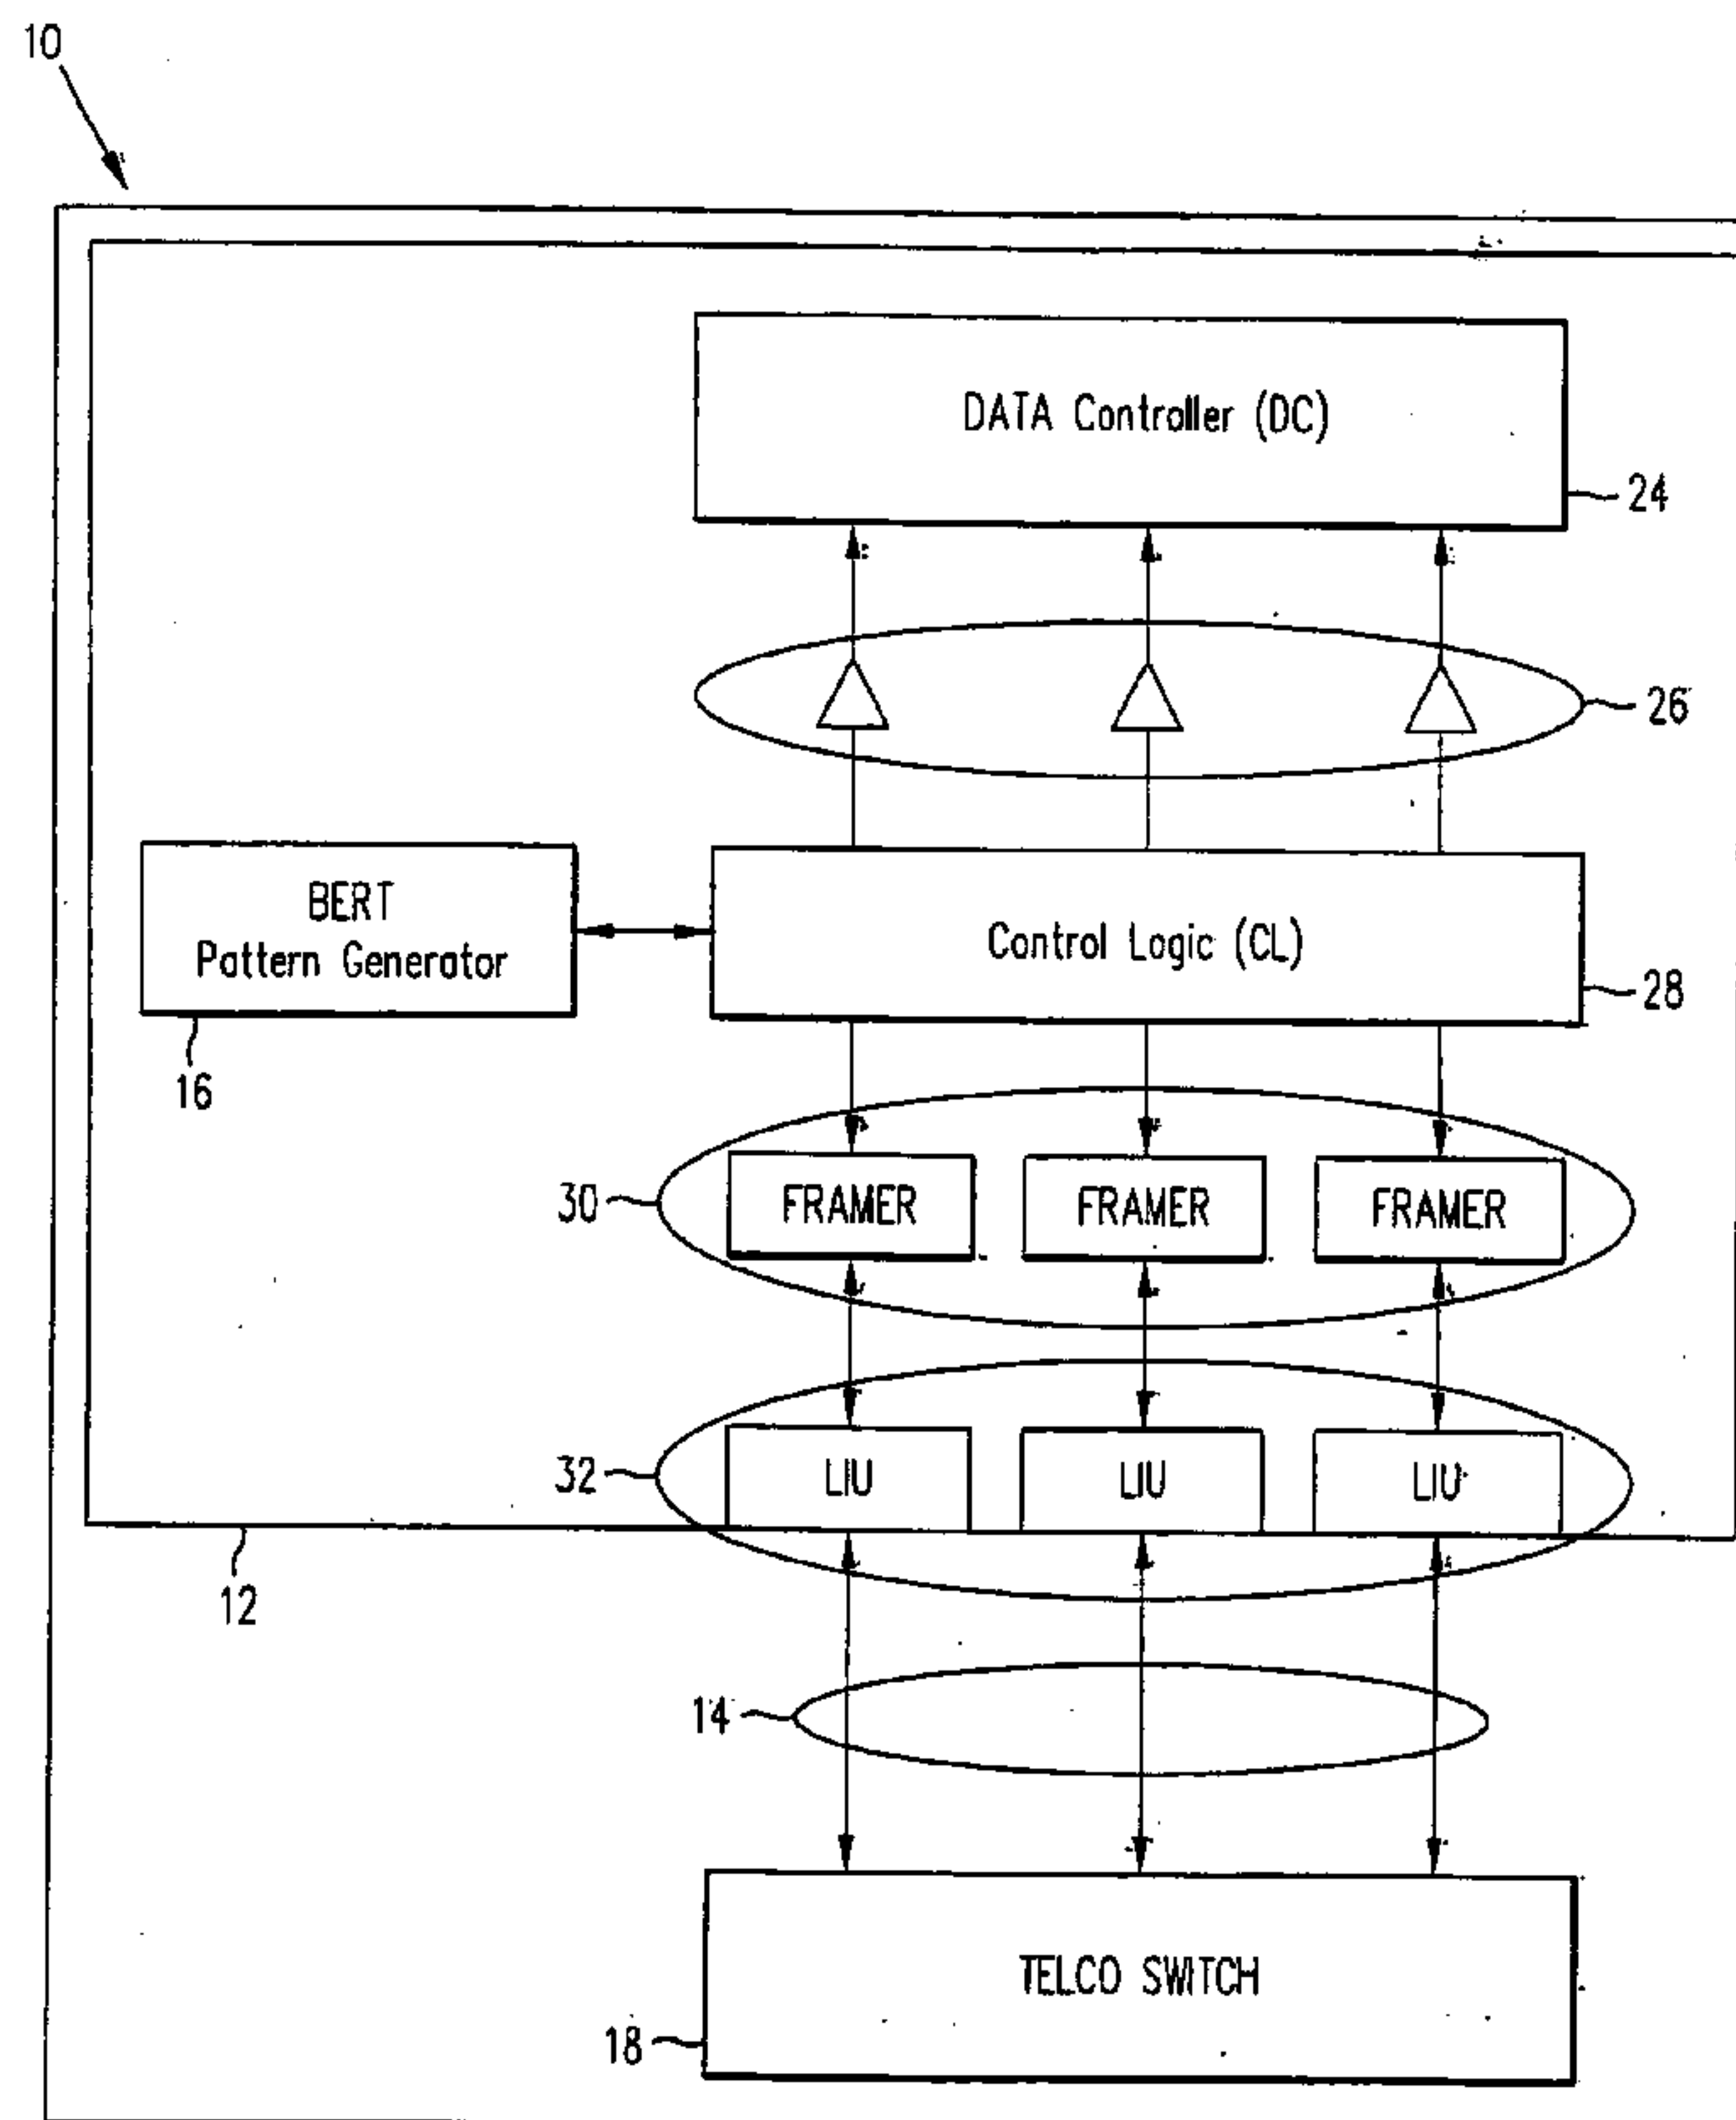 10
DATA Controller (DC)
24
26
BERT
Pattern Generator
16
Control Logic (CL)
28
30
FRAMER
FRAMER
FRAMER
32
LIU
LIU
LIU
12
14
TELCO SWITCH
18